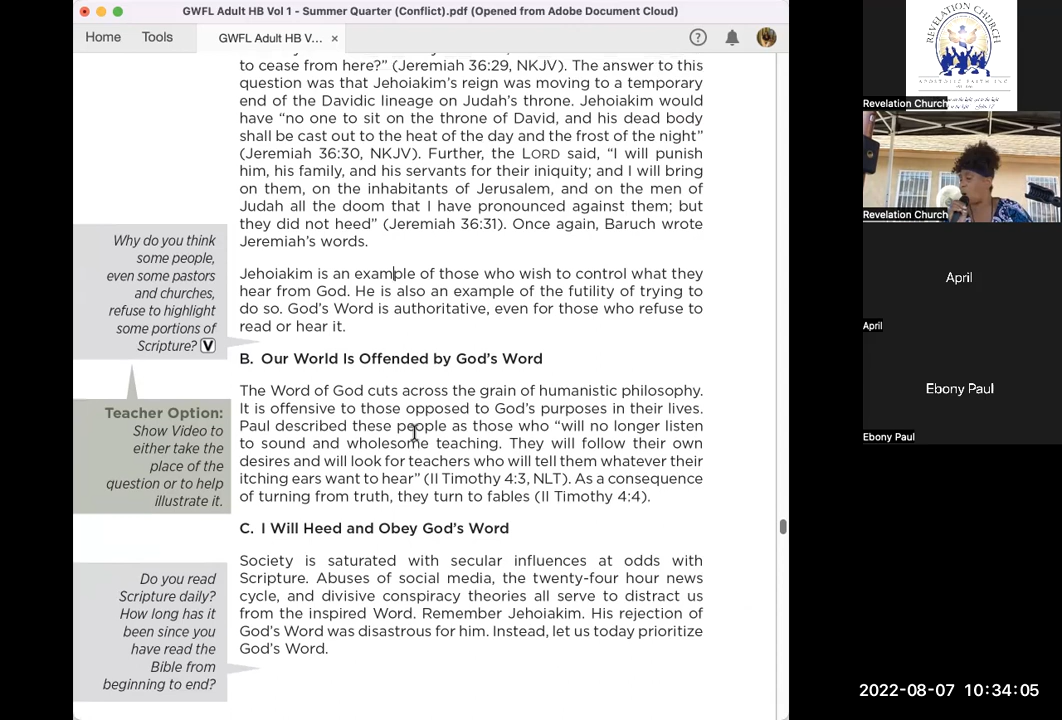 GWFL Adult HB Vol 1 - Summer Quarter (Conflict).pdf (Opened from Adobe Document Cloud)
Home
Tools
GWFL Adult HB V... ×
to cease from here?” (Jeremiah 36:29, NKJV). The answer to this
question was that Jehoiakim’s reign was moving to a temporary
end of the Davidic lineage on Judah’s throne. Jehoiakim would
have “no one to sit on the throne of David, and his dead body
shall be cast out to the heat of the day and the frost of the night”
(Jeremiah 36:30, NKJV). Further, the LORD said, “I will punish
him, his family, and his servants for their iniquity; and I will bring
on them, on the inhabitants of Jerusalem, and on the men of
Judah all the doom that I have pronounced against them; but
they did not heed” (Jeremiah 36:31). Once again, Baruch wrote
Jeremiah’s words.
Why do you think
some people,
even some pastors
and churches,
refuse to highlight
some portions of
Scripture? V
Jehoiakim is an example of those who wish to control what they
hear from God. He is also an example of the futility of trying to
do so. God’s Word is authoritative, even for those who refuse to
read or hear it.
B. Our World Is Offended by God’s Word
Teacher Option:
Show Video to
either take the
place of the
question or to help
illustrate it.
The Word of God cuts across the grain of humanistic philosophy.
It is offensive to those opposed to God’s purposes in their lives.
Paul described these people as those who “will no longer listen
to sound and wholesome teaching. They will follow their own
desires and will look for teachers who will tell them whatever their
itching ears want to hear” (II Timothy 4:3, NLT). As a consequence
of turning from truth, they turn to fables (II Timothy 4:4).
C. I Will Heed and Obey God’s Word
Do you read
Scripture daily?
How long has it
been since you
have read the
Bible from
beginning to end?
Society is saturated with secular influences at odds with
Scripture. Abuses of social media, the twenty-four hour news
cycle, and divisive conspiracy theories all serve to distract us
from the inspired Word. Remember Jehoiakim. His rejection of
God’s Word was disastrous for him. Instead, let us today prioritize
God’s Word.
REVELATION CHURCH
APOSTOLIC FAITH INC
Revelation Church
Revelation Church
April
April
Ebony Paul
Ebony Paul
2022-08-07 10:34:05